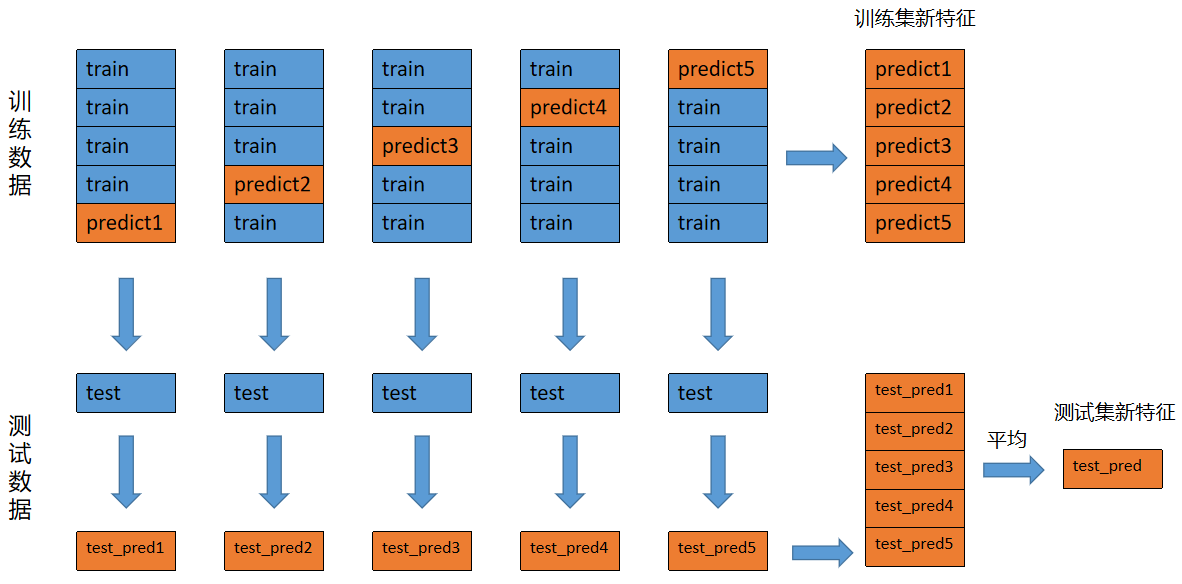 训练集新特征
训练数据
train train train train predict5 predict1
train train train predict4 train predict2
train train predict3 train train predict3
train predict2 train train train predict4
predict1 train train train train predict5
测试数据
test test test test test
test_pred1
test_pred2
test_pred3
test_pred4
test_pred5
平均
测试集新特征
test_pred
test_pred1 test_pred2 test_pred3 test_pred4 test_pred5